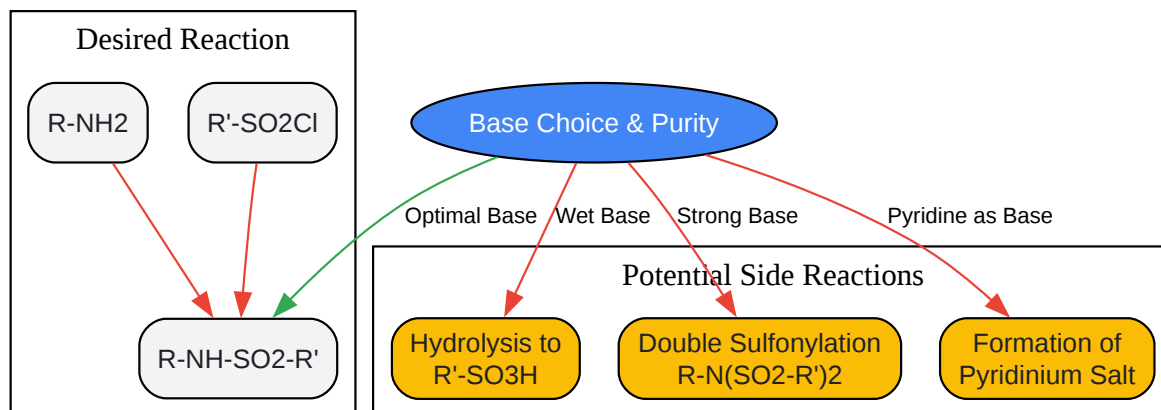 Desired Reaction
R-NH2
R'-SO2Cl
Base Choice & Purity
Optimal Base
Wet Base
Strong Base
Pyridine as Base
Potential Side Reactions
R-NH-SO2-R'
Hydrolysis to
R'-SO3H
Double Sulfonylation
R-N(SO2-R')2
Formation of
Pyridinium Salt